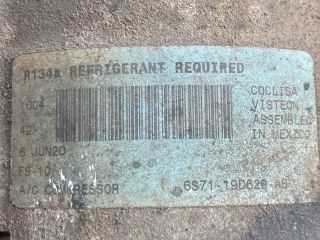 R134a REFRIGERANT REQUIRED
1004
COCLISA
VISTEON
42
ASSEMBLED
IN MEXICO
6 JUN20
FS-10
A/C COMPRESSOR
6S71-19D629-AB